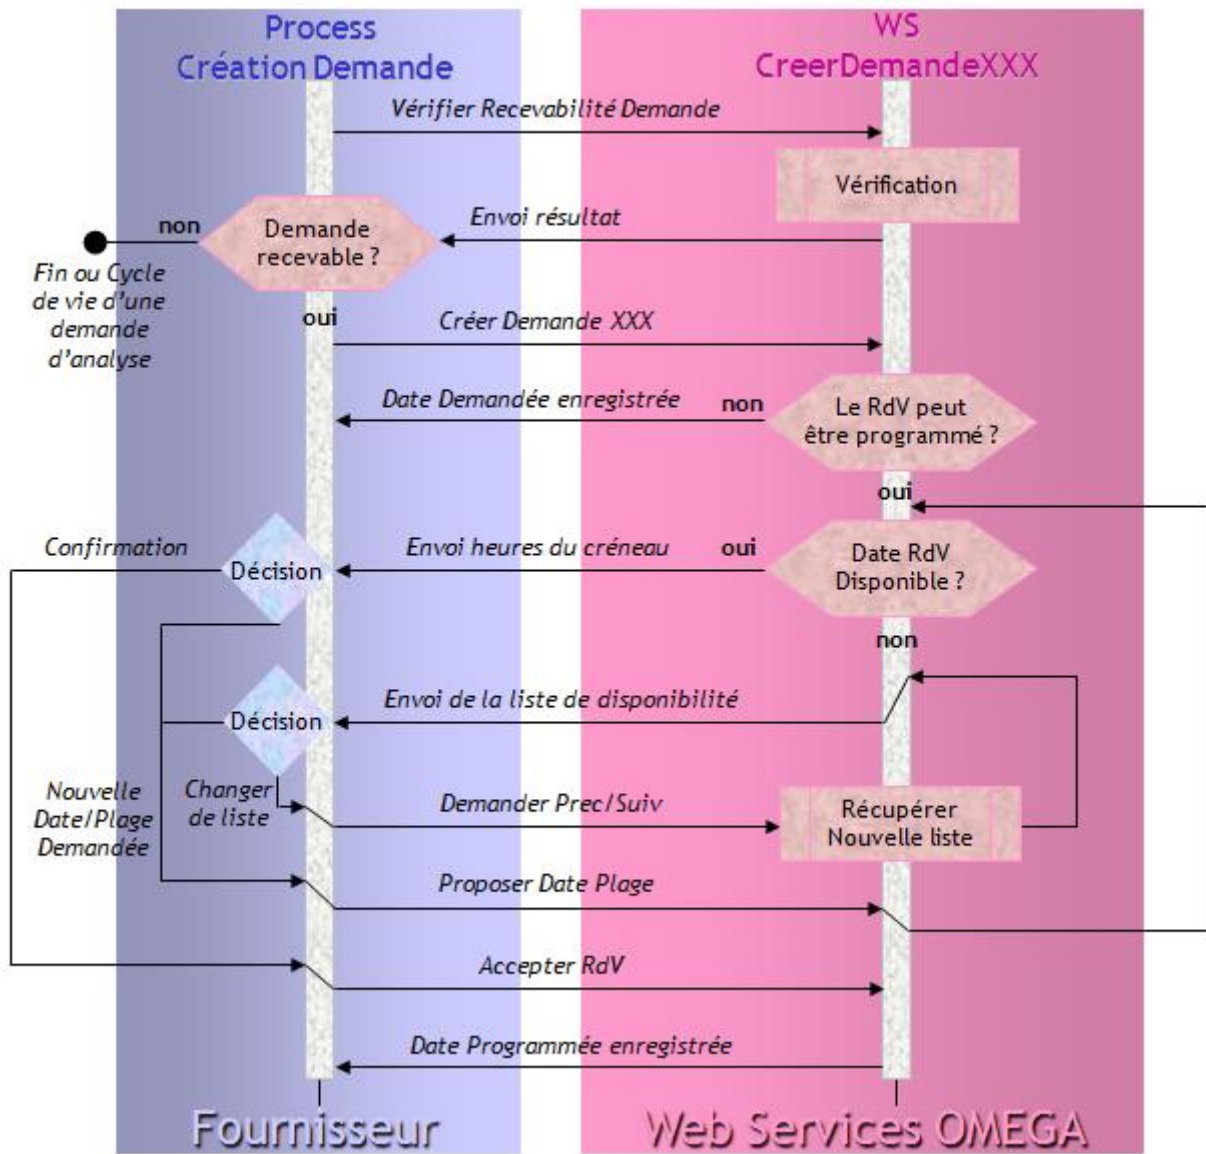 Process
Création Demande
WS
CreerDemandeXXX
Vérifier Recevabilité Demande
Vérification
Envoi résultat
non
Demande
recevable ?
Fin ou Cycle
de vie d'une
demande
d'analyse
oui
Créer Demande XXX
Date Demandée enregistrée
non
Le RdV peut
être programmé ?
oui
Confirmation
Décision
Envoi heures du créneau
oui
Date RdV
Disponible ?
non
Envoi de la liste de disponibilité
Décision
Nouvelle
Date/Plage
Demandée
Changer
de liste
Demander Prec/Suiv
Récupérer
Nouvelle liste
Proposer Date Plage
Accepter RdV
Date Programmée enregistrée
Fournisseur
Web Services OMEGA